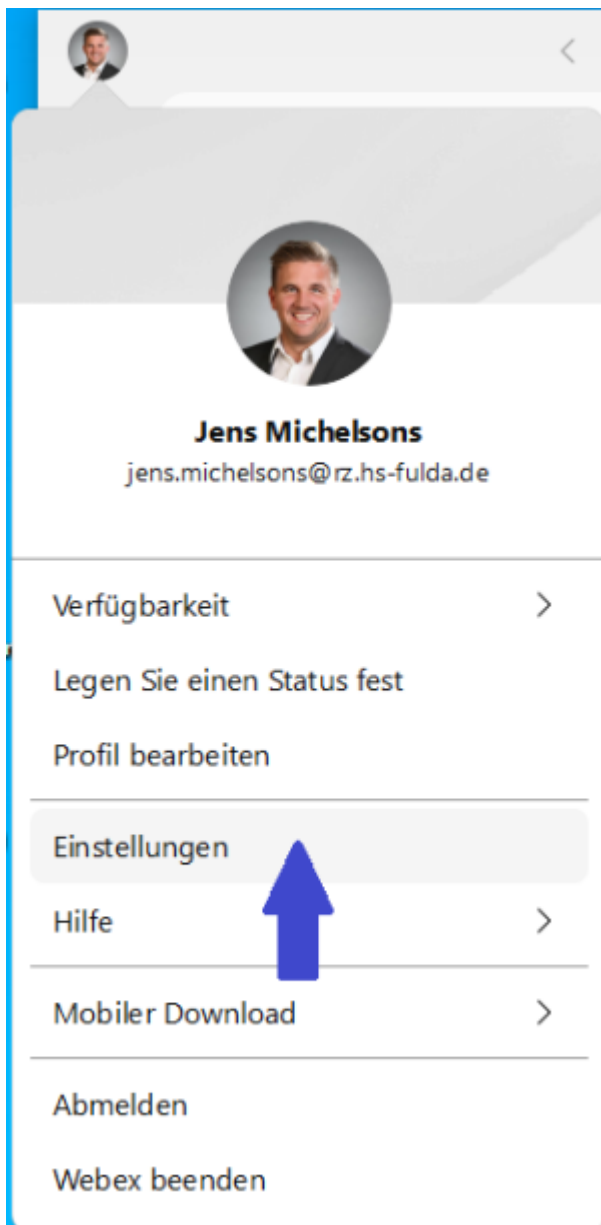 Jens Michelsons
jens.michelsons@rz.hs-fulda.de
Verfügbarkeit
Legen Sie einen Status fest
Profil bearbeiten
Einstellungen
Hilfe
Mobiler Download
Abmelden
Webex beenden